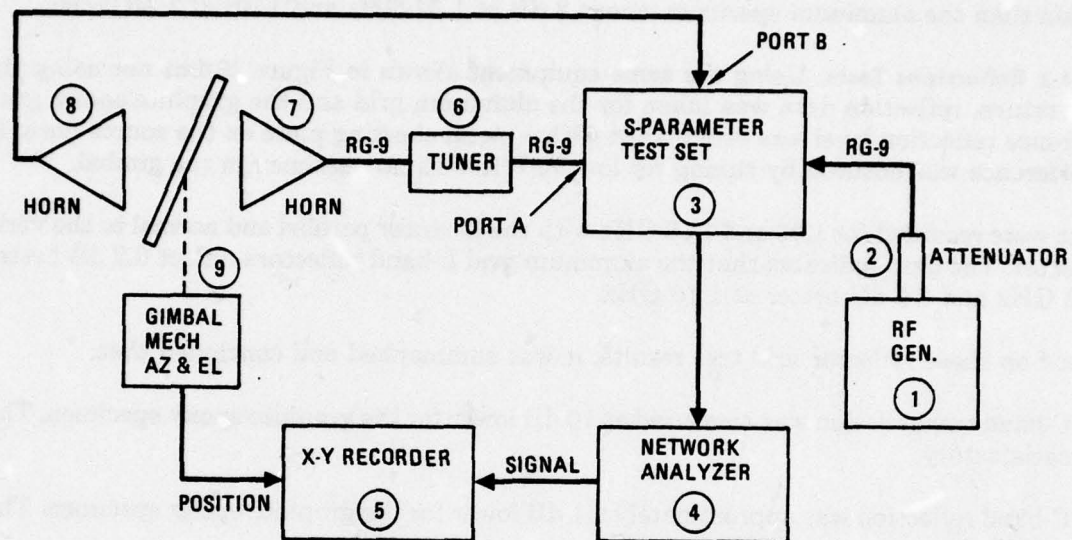 PORT B
8
7
6
S-PARAMETER
TEST SET
RG-9
TUNER
RG-9
RG-9
HORN
HORN
PORT A
3
2
ATTENUATOR
9
GIMBAL
MECH
AZ & EL
RF
GEN.
1
X-Y RECORDER
SIGNAL
NETWORK
ANALYZER
POSITION
5
4